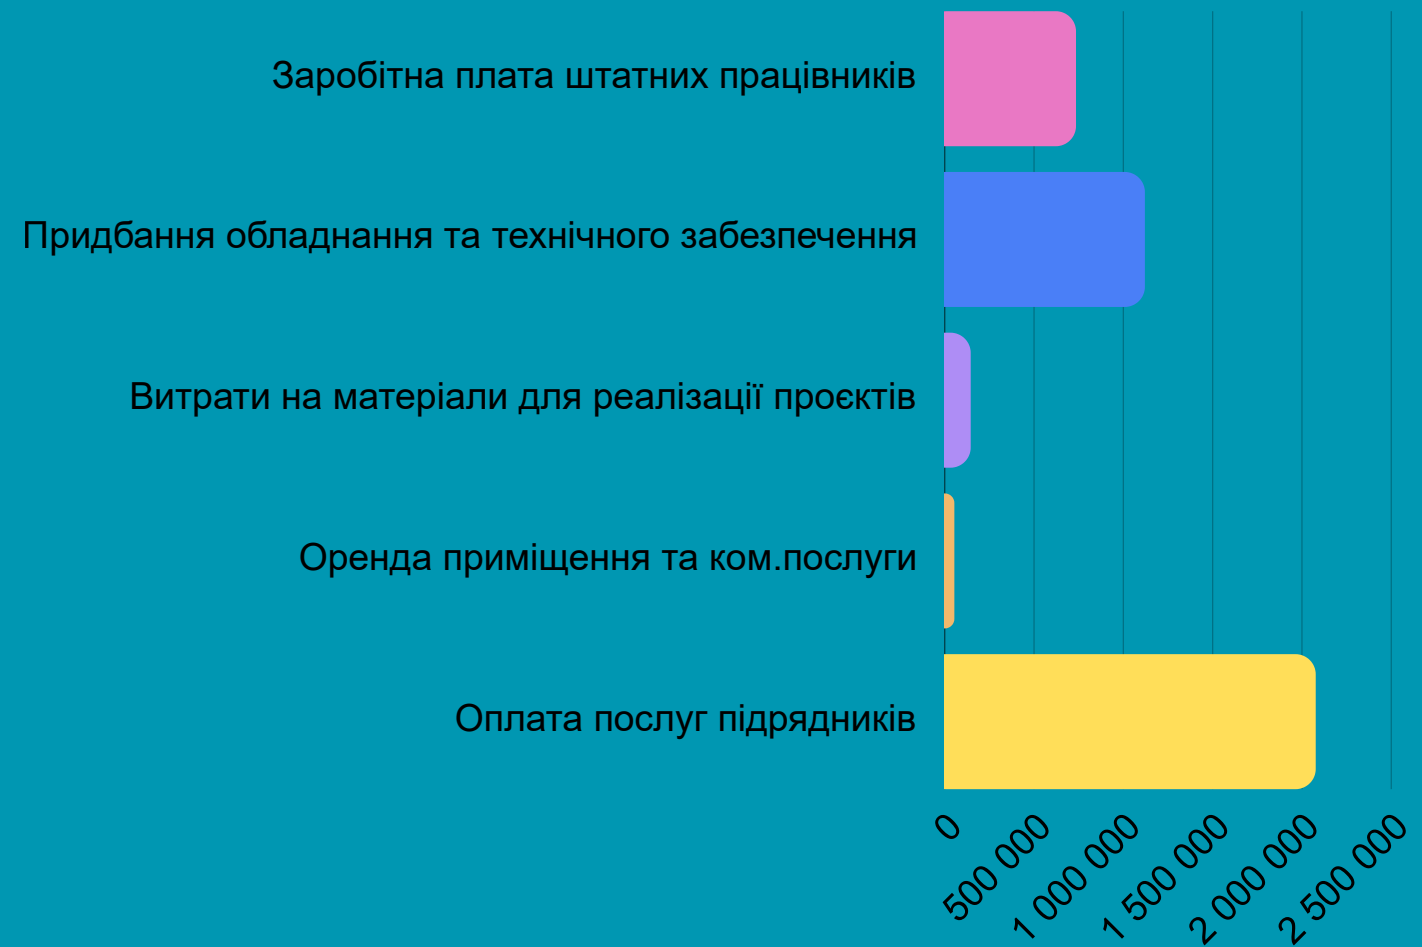 Заробітна плата штатних працівників
Придбання обладнання та технічного забезпечення
Витрати на матеріали для реалізації проєктів
Оренда приміщення та ком.послуги
Оплата послуг підрядників
0
500 000
1 000 000
1 500 000
2 000 000
2 500 000